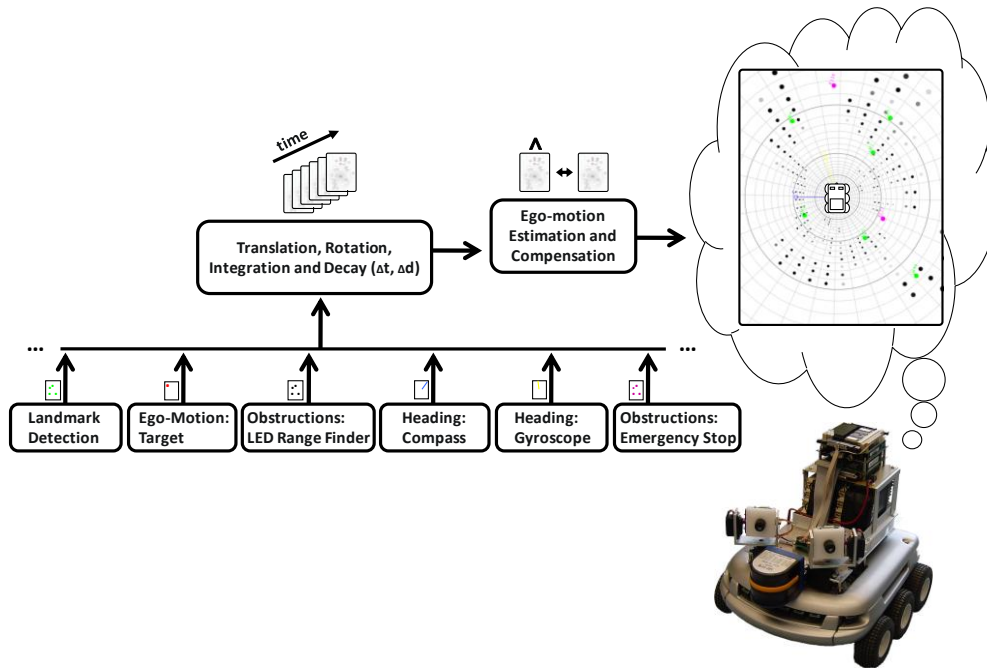 time
Translation, Rotation,
Integration and Decay (Δt, Δd)
^
Ego-motion
Estimation and
Compensation
... ...
Landmark
Detection
Ego-Motion:
Target
Obstructions:
LED Range Finder
Heading:
Compass
Heading:
Gyroscope
Obstructions:
Emergency Stop